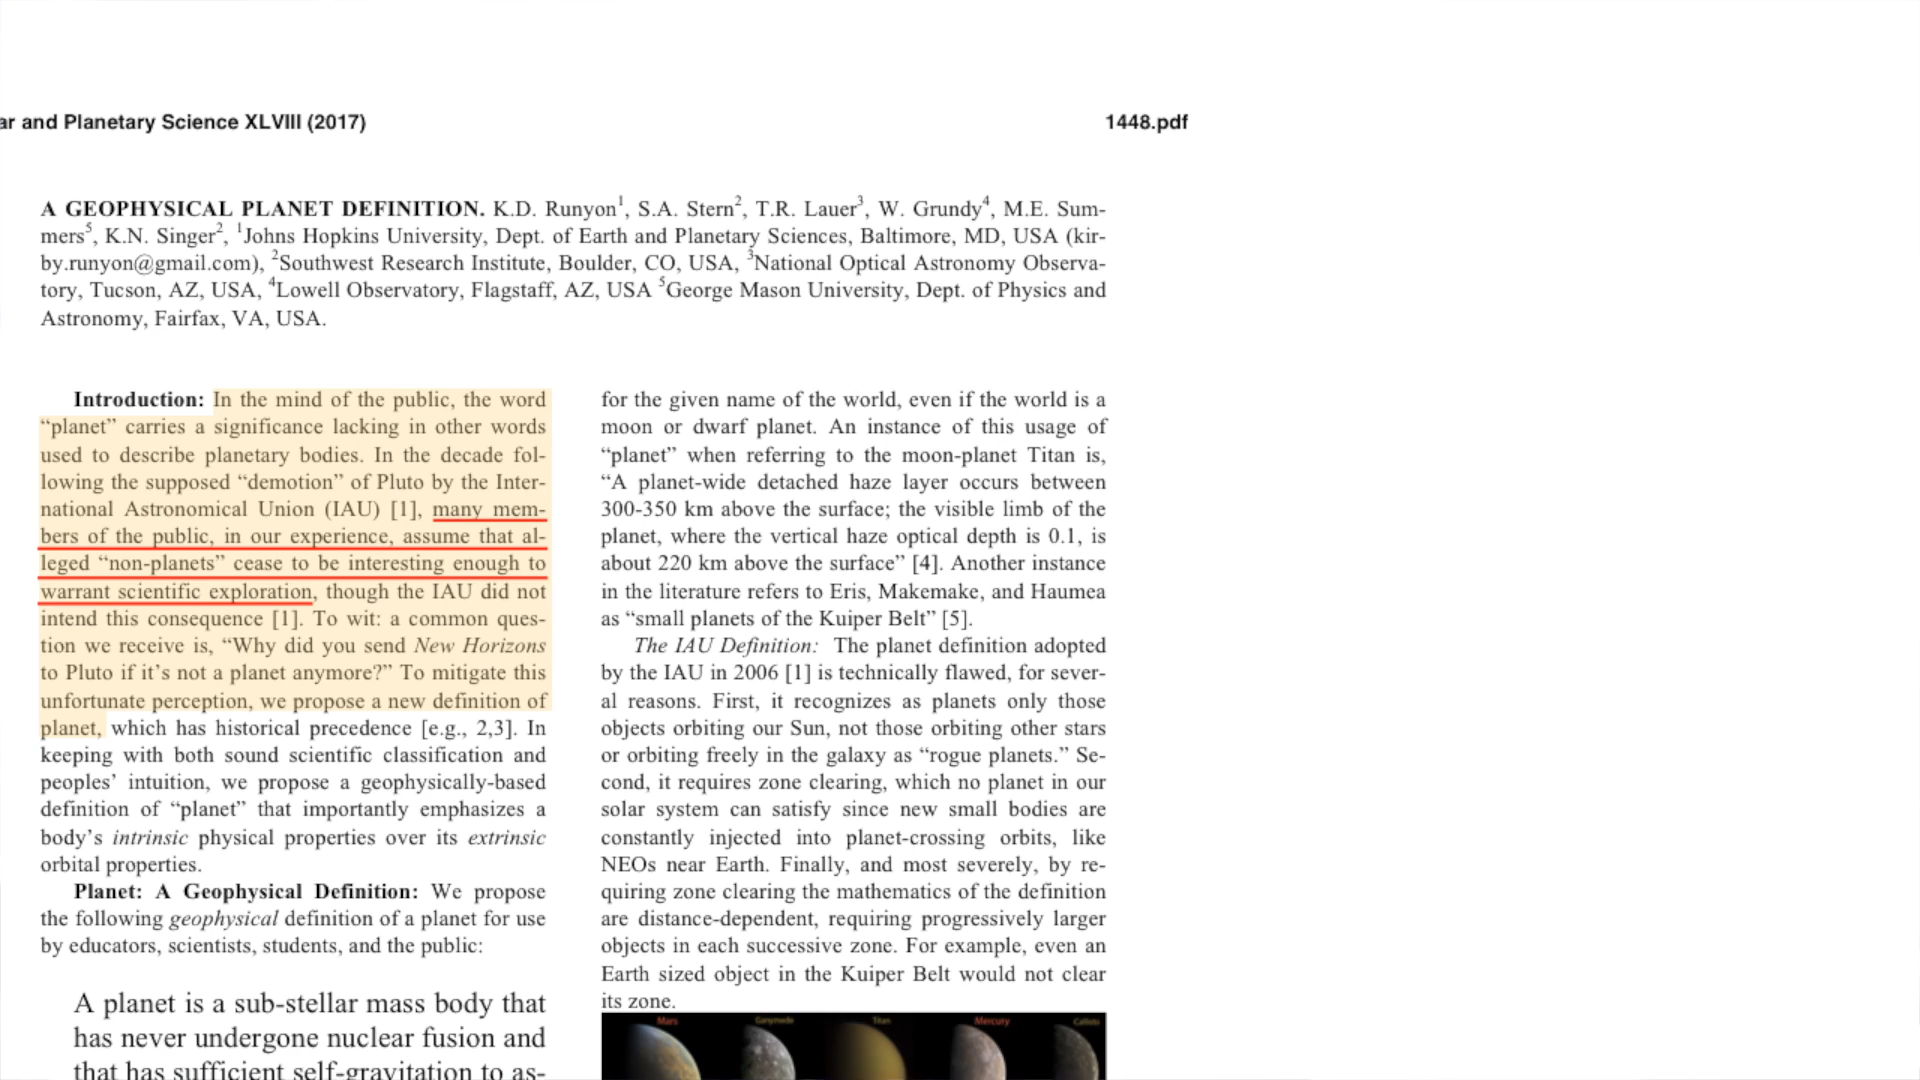 ar and Planetary Science XLVIII (2017)
1448.pdf
A GEOPHYSICAL PLANET DEFINITION. K.D. Runyon1, S.A. Stern2, T.R. Lauer3, W. Grundy4, M.E. Sum-
mers5, K.N. Singer2, 1Johns Hopkins University, Dept. of Earth and Planetary Sciences, Baltimore, MD, USA (kir-
by.runyon@gmail.com), 2Southwest Research Institute, Boulder, CO, USA, 3National Optical Astronomy Observa-
tory, Tucson, AZ, USA, 4Lowell Observatory, Flagstaff, AZ, USA 5George Mason University, Dept. of Physics and
Astronomy, Fairfax, VA, USA.
Introduction: In the mind of the public, the word
“planet” carries a significance lacking in other words
used to describe planetary bodies. In the decade fol-
lowing the supposed “demotion” of Pluto by the Inter-
national Astronomical Union (IAU) [1], many mem-
bers of the public, in our experience, assume that al-
leged “non-planets” cease to be interesting enough to
warrant scientific exploration, though the IAU did not
intend this consequence [1]. To wit: a common ques-
tion we receive is, “Why did you send New Horizons
to Pluto if it’s not a planet anymore?” To mitigate this
unfortunate perception, we propose a new definition of
planet, which has historical precedence [e.g., 2,3]. In
keeping with both sound scientific classification and
peoples’ intuition, we propose a geophysically-based
definition of “planet” that importantly emphasizes a
body’s intrinsic physical properties over its extrinsic
orbital properties.
Planet: A Geophysical Definition: We propose
the following geophysical definition of a planet for use
by educators, scientists, students, and the public:
A planet is a sub-stellar mass body that
has never undergone nuclear fusion and
that has sufficient self-gravitation to as-
for the given name of the world, even if the world is a
moon or dwarf planet. An instance of this usage of
“planet” when referring to the moon-planet Titan is,
“A planet-wide detached haze layer occurs between
300-350 km above the surface; the visible limb of the
planet, where the vertical haze optical depth is 0.1, is
about 220 km above the surface” [4]. Another instance
in the literature refers to Eris, Makemake, and Haumea
as “small planets of the Kuiper Belt” [5].
The IAU Definition: The planet definition adopted
by the IAU in 2006 [1] is technically flawed, for sever-
al reasons. First, it recognizes as planets only those
objects orbiting our Sun, not those orbiting other stars
or orbiting freely in the galaxy as “rogue planets.” Se-
cond, it requires zone clearing, which no planet in our
solar system can satisfy since new small bodies are
constantly injected into planet-crossing orbits, like
NEOs near Earth. Finally, and most severely, by re-
quiring zone clearing the mathematics of the definition
are distance-dependent, requiring progressively larger
objects in each successive zone. For example, even an
Earth sized object in the Kuiper Belt would not clear
its zone.
Mars Ganymede Titan Mercury Callisto